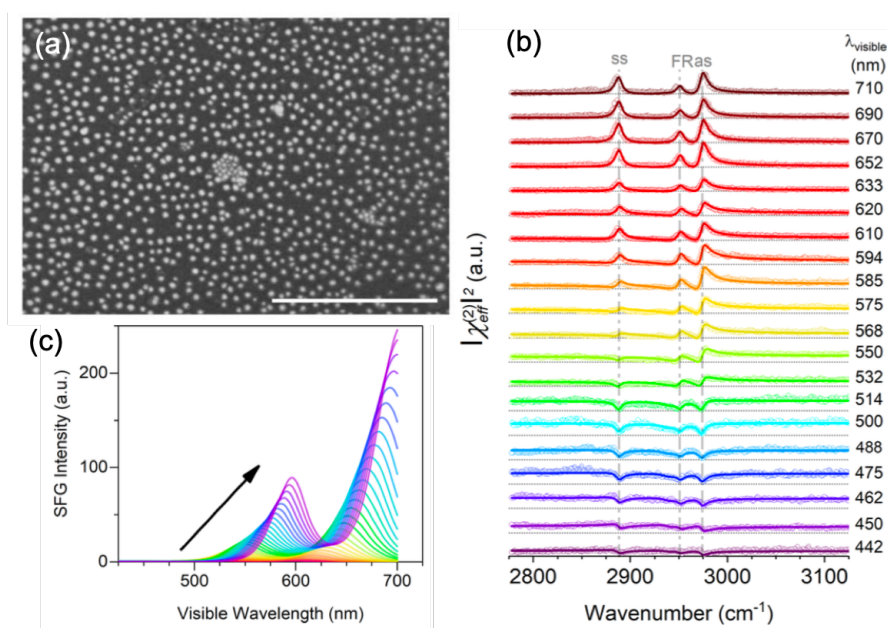 (a)
(b)
λvisible
(nm)
ss
FRas
710
690
670
652
633
620
610
594
585
575
568
550
532
514
500
488
475
462
450
442
|χeff(2)|² (a.u.)
2800
2900
3000
3100
Wavenumber (cm-1)
(c)
200
100
0
SFG Intensity (a.u.)
500
600
700
Visible Wavelength (nm)